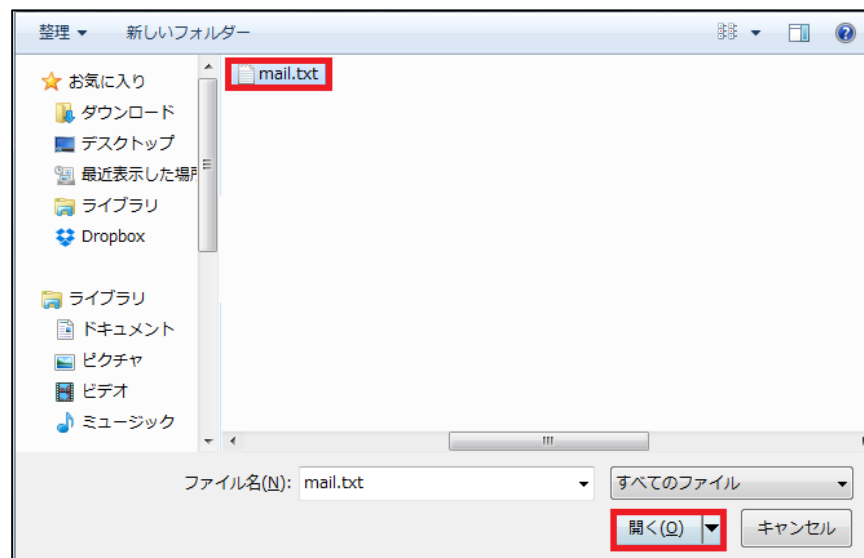 整理 新しいフォルダー
お気に入り
ダウンロード
デスクトップ
最近表示した場所
ライブラリ
Dropbox
ライブラリ
ドキュメント
ピクチャ
ビデオ
ミュージック
mail.txt
ファイル名(N): mail.txt すべてのファイル
開く(O) キャンセル